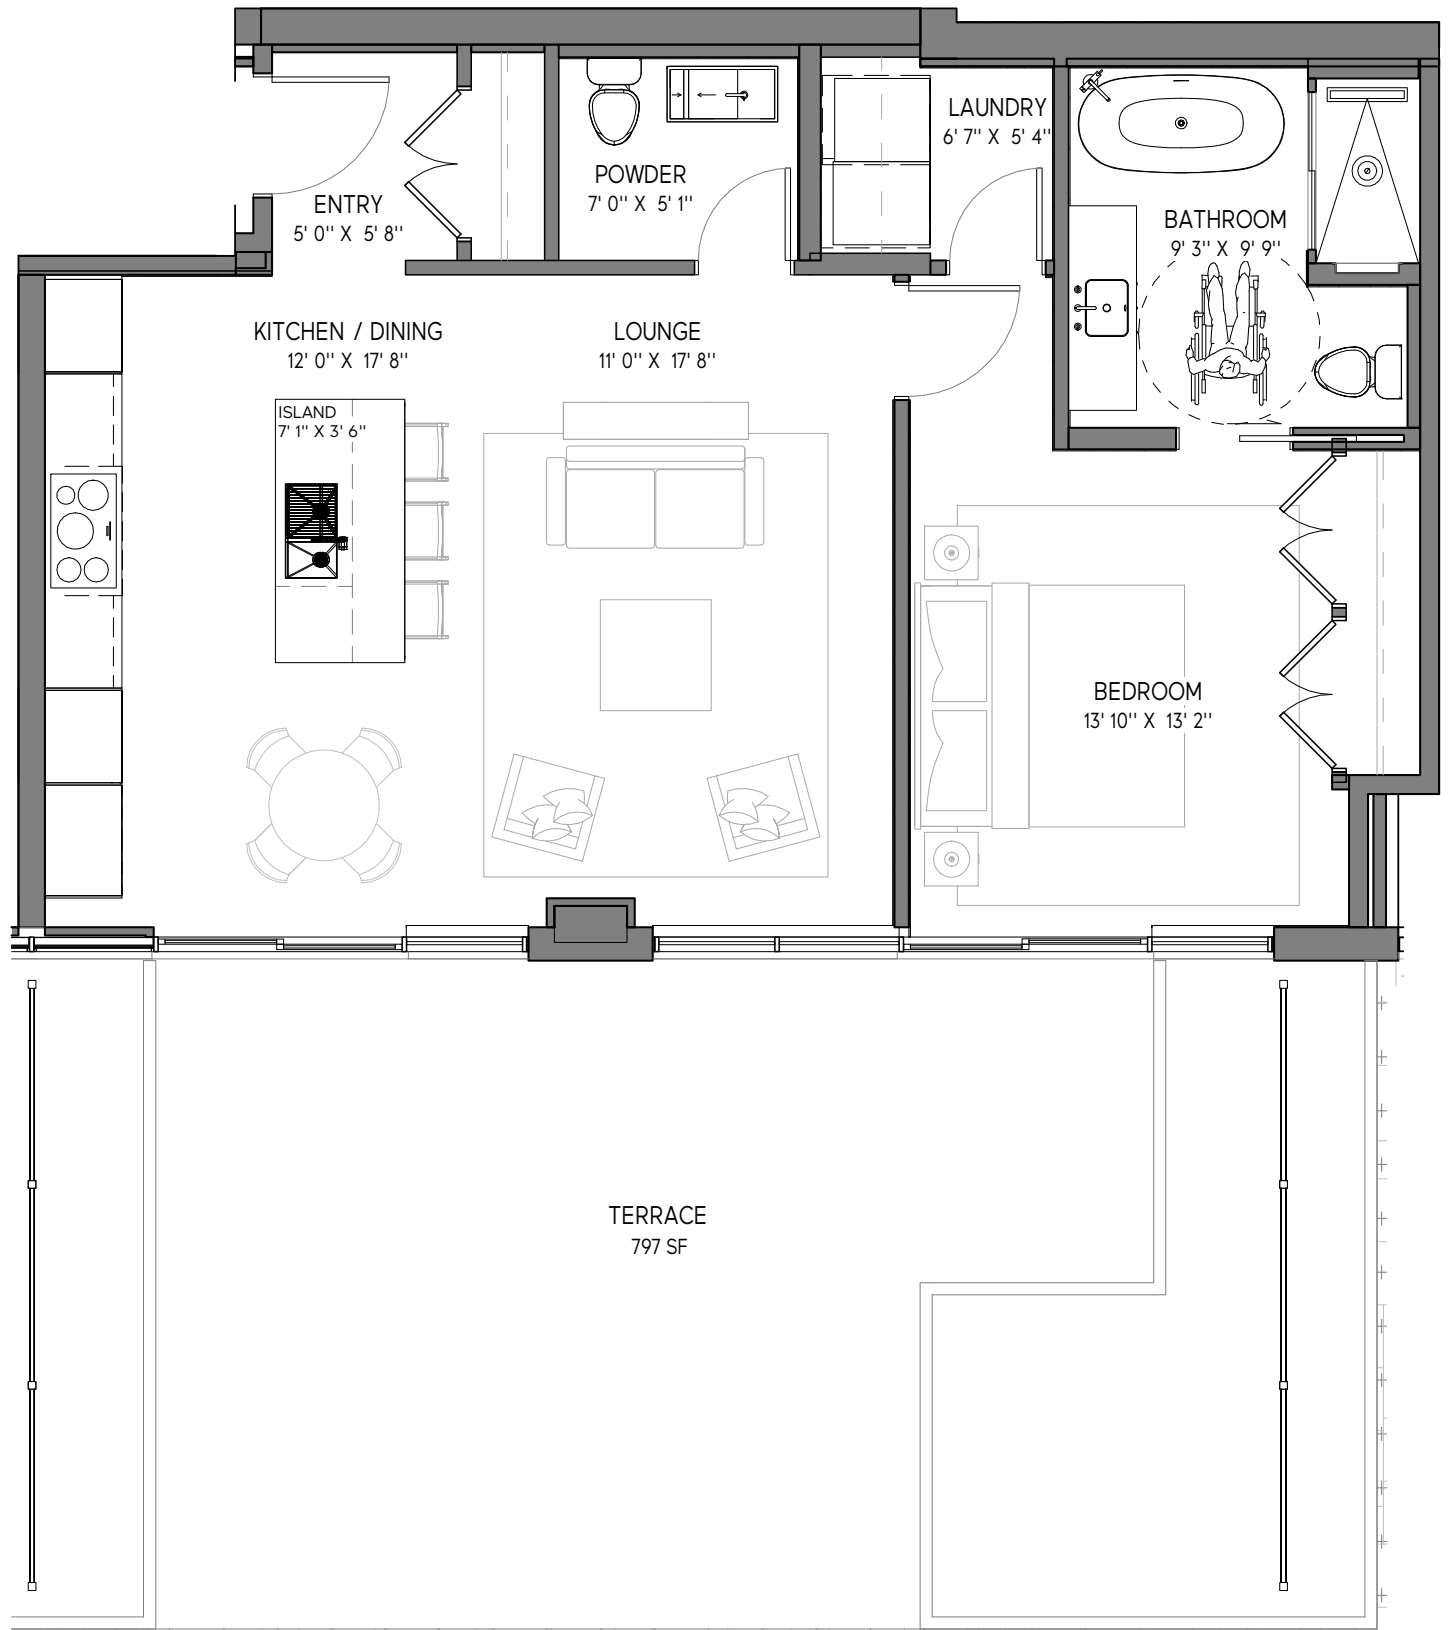 LAUNDRY
6' 7" X 5' 4"
POWDER
7' 0" X 5' 1"
ENTRY
5' 0" X 5' 8"
BATHROOM
9' 3" X 9' 9"
KITCHEN / DINING
12' 0" X 17' 8"
LOUNGE
11' 0" X 17' 8"
ISLAND
7' 1" X 3' 6"
BEDROOM
13' 10" X 13' 2"
TERRACE
797 SF